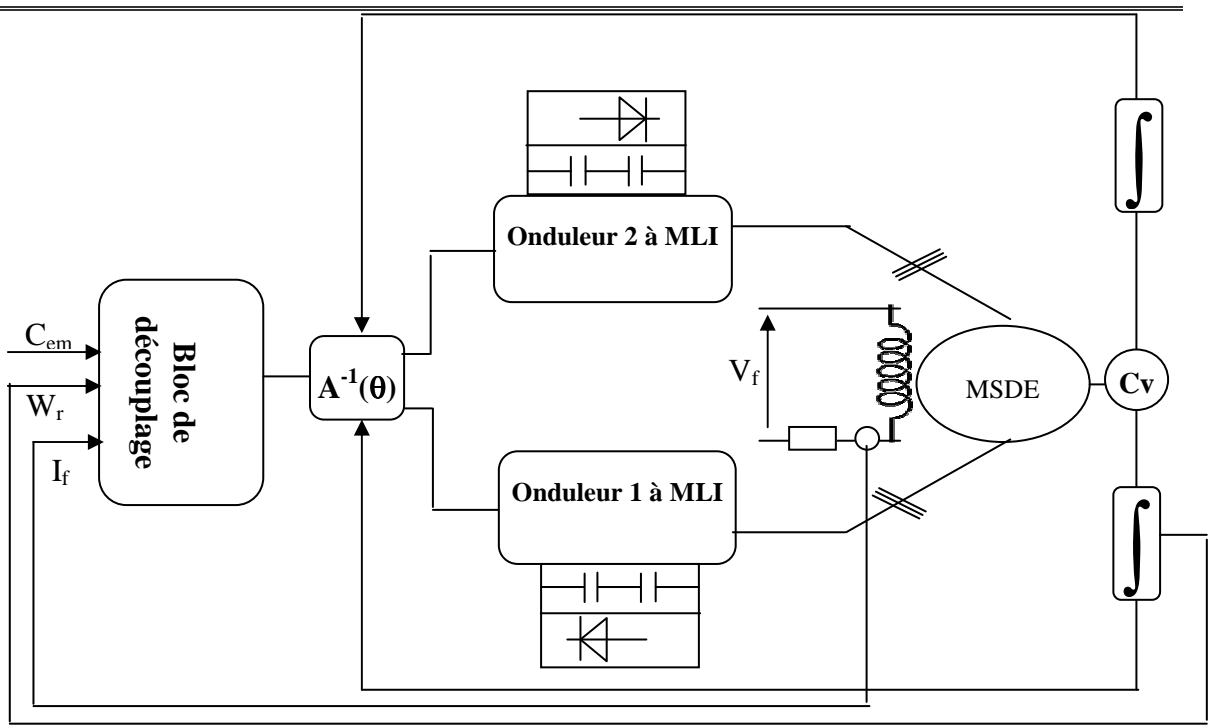 Onduleur 2 à MLI
C_em
W_r
I_f
Bloc de
découplage
A⁻¹(θ)
V_f
MSDE
Cv
Onduleur 1 à MLI
∫
∫